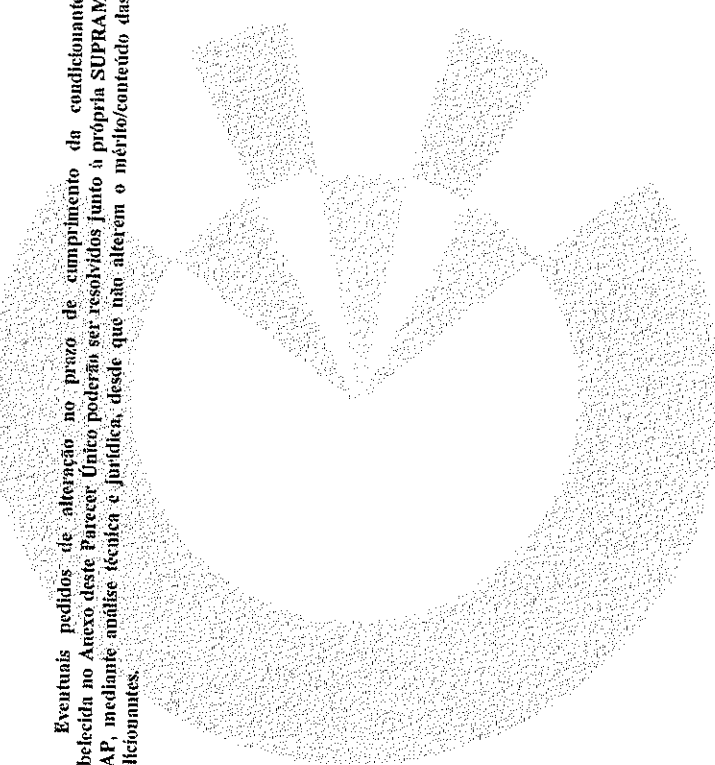 Eventuais pedidos de alteração no prazo de cumprimento da condicionante
belecida no Anexo deste Parecer Único poderão ser resolvidos junto à própria SUPRAM
AP, mediante análise técnica e jurídica, desde que não alterem o mérito/conteúdo das
dicionantes.